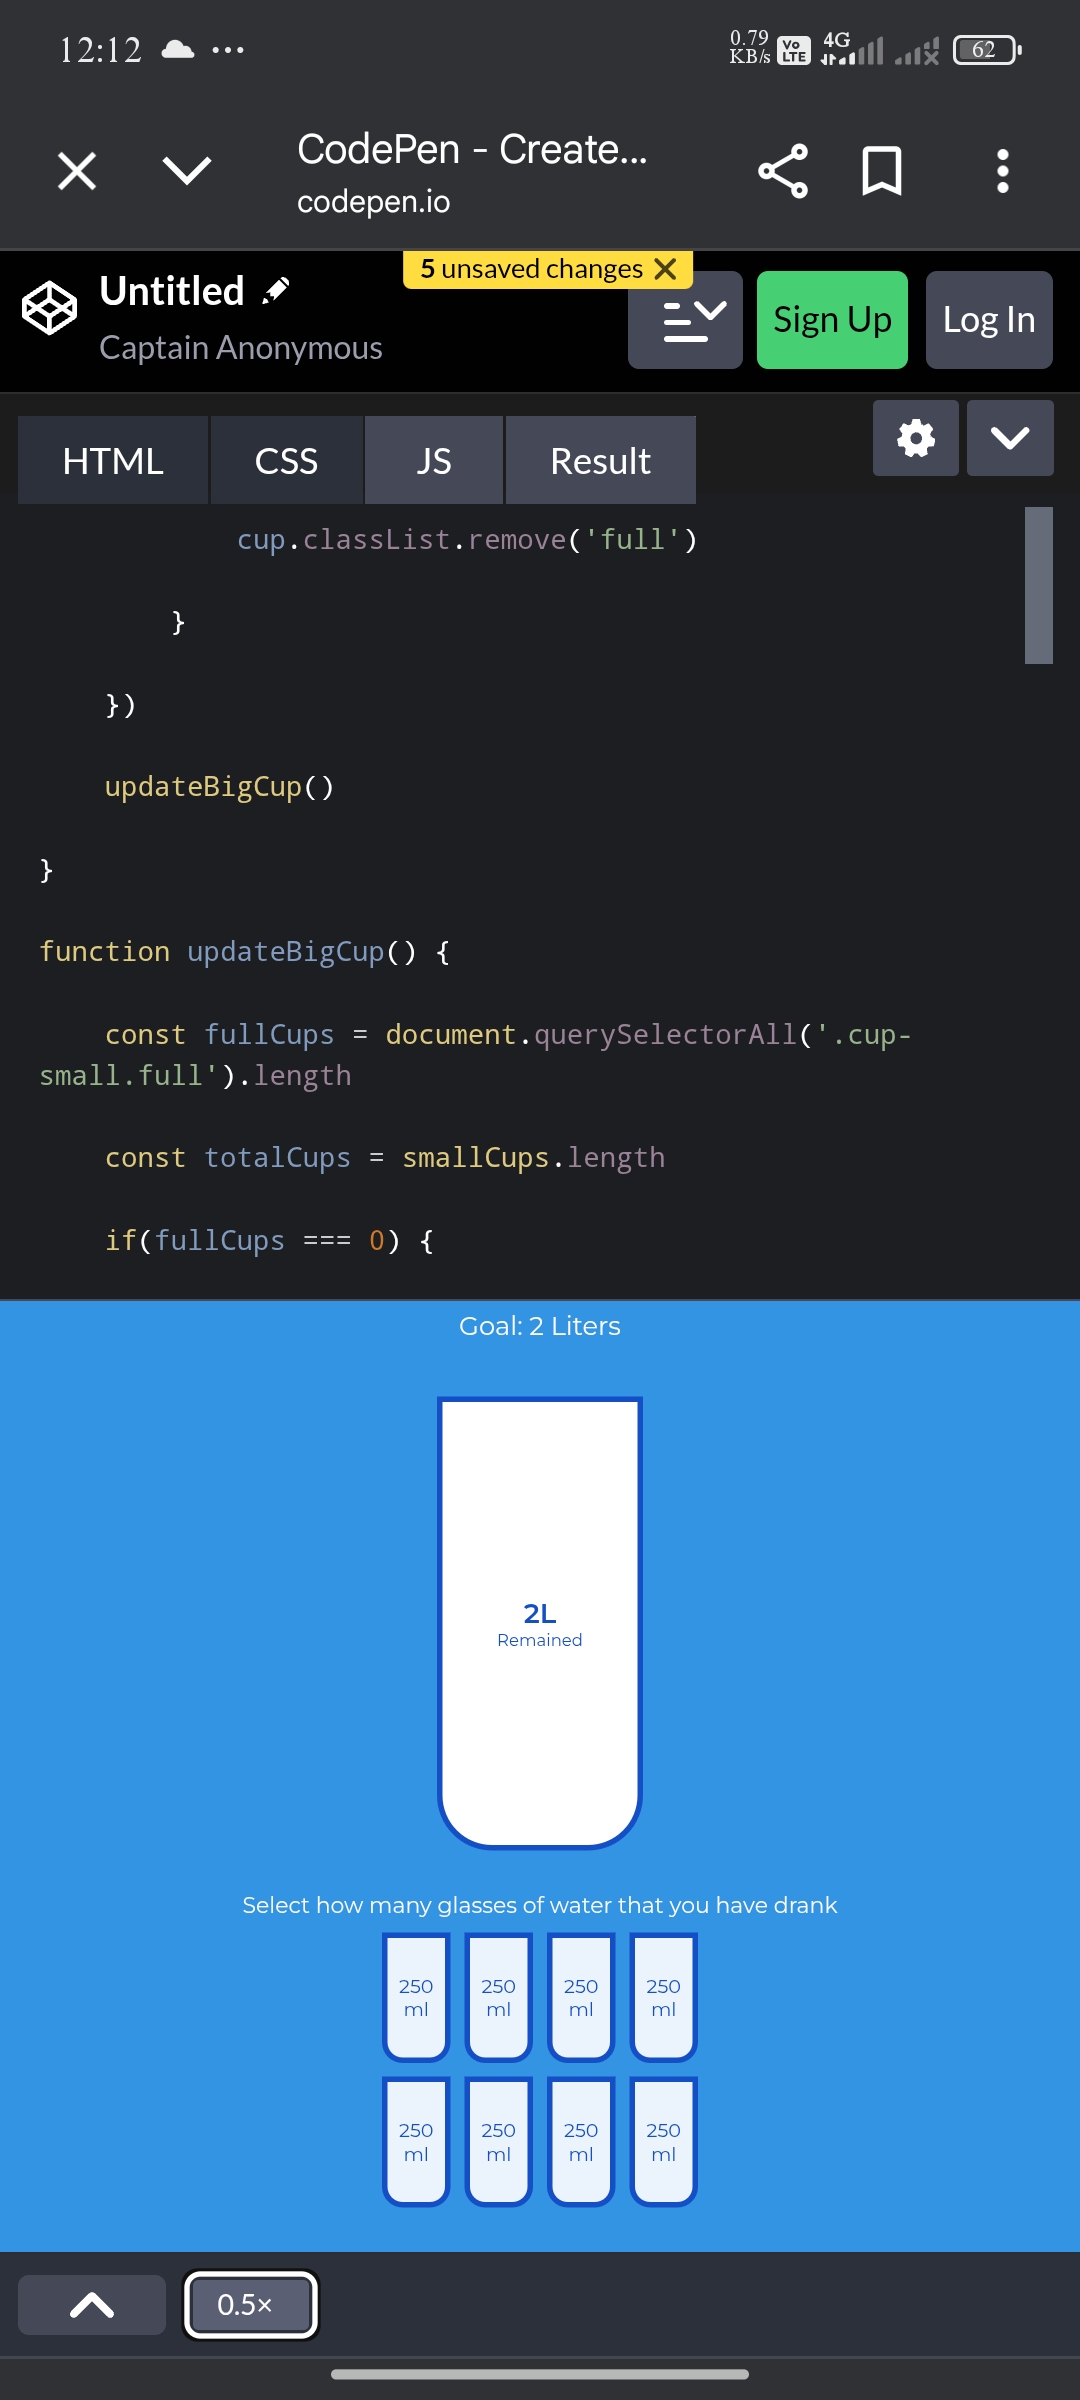 12:12
0.79
KB/s
Vo
LTE
4G
62
CodePen - Create...
codepen.io
5 unsaved changes
Untitled
Captain Anonymous
Sign Up
Log In
HTML
CSS
JS
Result
cup.classList.remove('full')
}
})
updateBigCup()
}
function updateBigCup() {
const fullCups = document.querySelectorAll('.cup-
small.full').length
const totalCups = smallCups.length
if(fullCups === 0) {
Goal: 2 Liters
2L
Remained
Select how many glasses of water that you have drank
250 250 250 250
ml ml ml ml
250 250 250 250
ml ml ml ml
0.5×